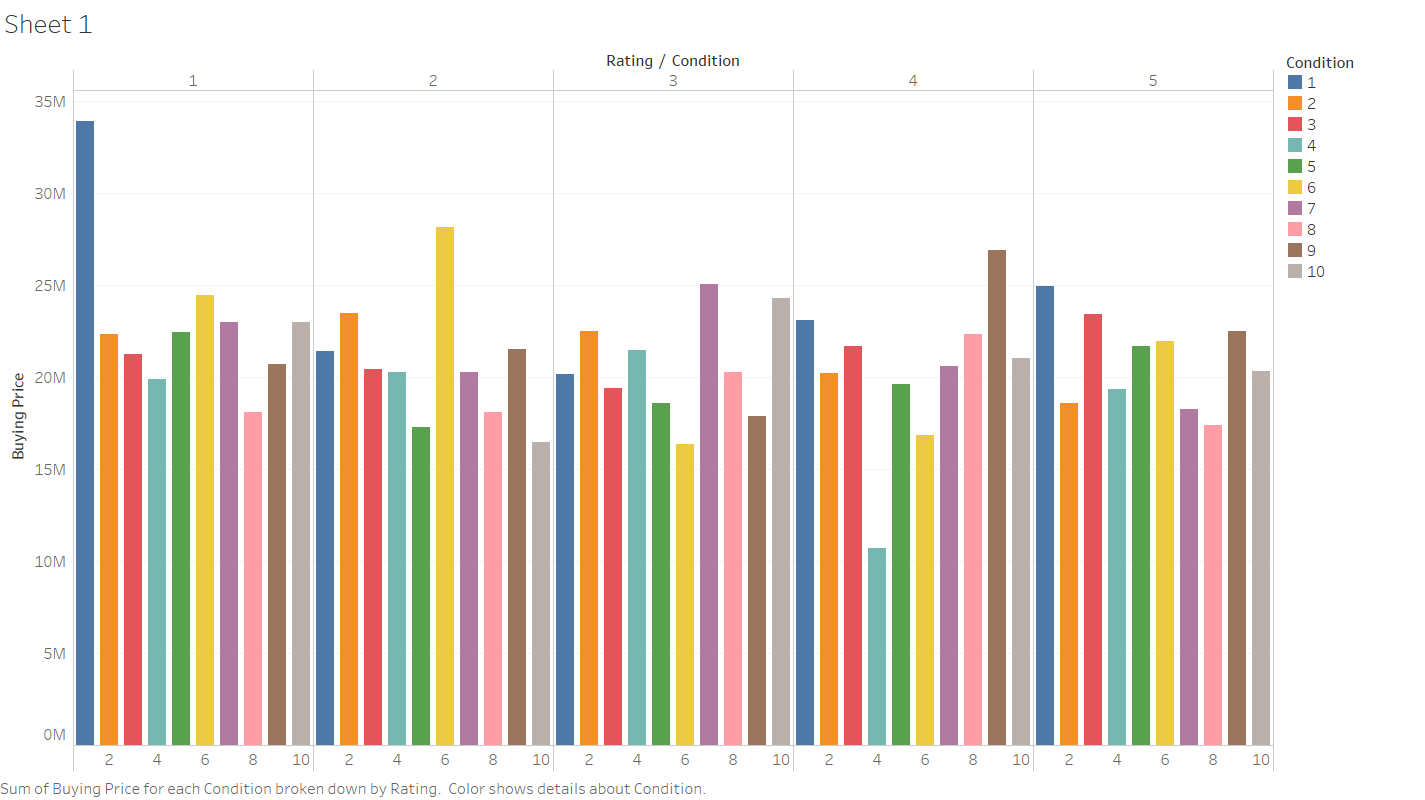 Sheet 1
Rating / Condition
1 2 3 4 5
Condition
1
2
3
4
5
6
7
8
9
10
35M
30M
25M
20M
15M
10M
5M
0M
Buying Price
2 4 6 8 10 2 4 6 8 10 2 4 6 8 10 2 4 6 8 10 2 4 6 8 10
Sum of Buying Price for each Condition broken down by Rating. Color shows details about Condition.